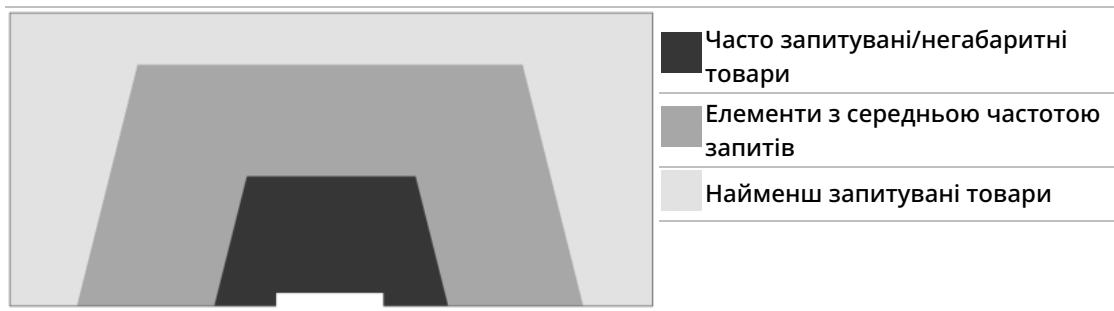 Часто запитувані/негабаритні
товари
Елементи з середньою частотою
запитів
Найменш запитувані товари